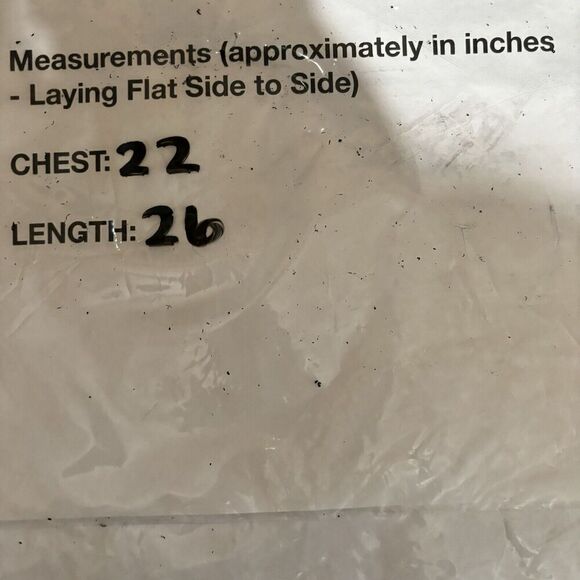 Measurements (approximately in inches
- Laying Flat Side to Side)
CHEST: 22
LENGTH: 26